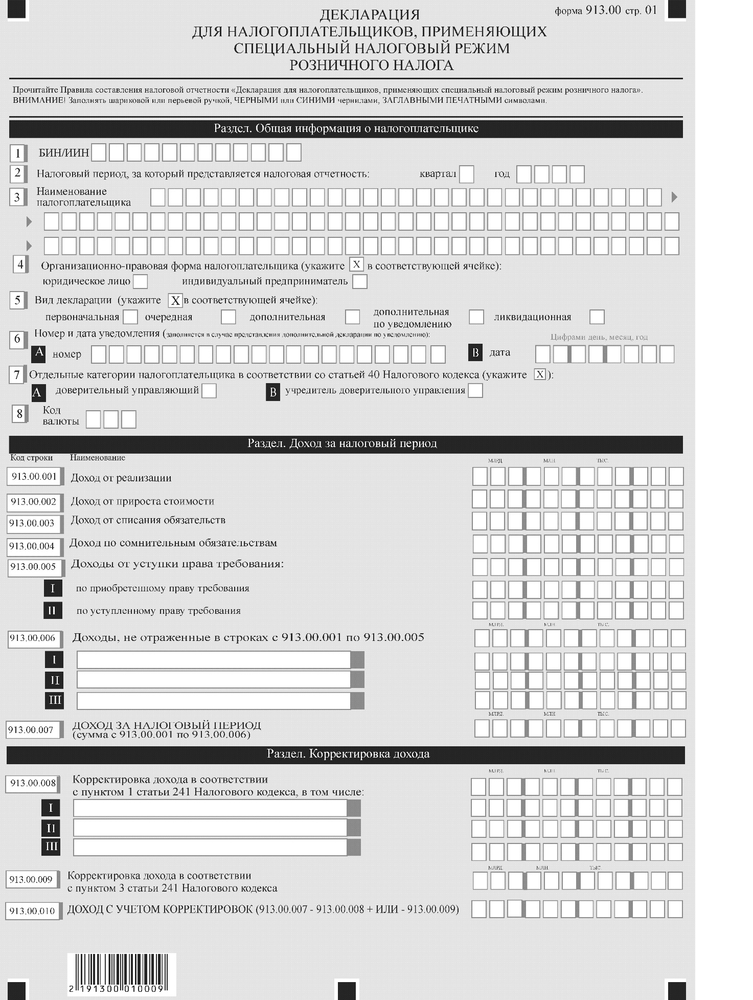 форма 913.00 стр. 01
ДЕКЛАРАЦИЯ
ДЛЯ НАЛОГОПЛАТЕЛЬЩИКОВ, ПРИМЕНЯЮЩИХ
СПЕЦИАЛЬНЫЙ НАЛОГОВЫЙ РЕЖИМ
РОЗНИЧНОГО НАЛОГА
Прочитайте Правила составления налоговой отчетности «Декларация для налогоплательщиков, применяющих специальный налоговый режим розничного налога».
ВНИМАНИЕ! Заполнять шариковой или перьевой ручкой, ЧЕРНЫМИ или СИНИМИ чернилами, ЗАГЛАВНЫМИ ПЕЧАТНЫМИ символами.
Раздел. Общая информация о налогоплательщике
1 БИН/ИИН
2 Налоговый период, за который представляется налоговая отчетность: квартал год
3 Наименование
налогоплательщика
4 Организационно-правовая форма налогоплательщика (укажите X в соответствующей ячейке):
юридическое лицо индивидуальный предприниматель
5 Вид декларации (укажите X в соответствующей ячейке):
первоначальная очередная дополнительная дополнительная
по уведомлению ликвидационная
6 Номер и дата уведомления (заполняется в случае представления дополнительной декларации по уведомлению):
Цифрами день, месяц, год
A номер B дата
7 Отдельные категории налогоплательщика в соответствии со статьей 40 Налогового кодекса (укажите X ):
A доверительный управляющий B учредитель доверительного управления
8 Код
валюты
Раздел. Доход за налоговый период
Код строки Наименование
МЛРД МЛН. ТЫС.
913.00.001 Доход от реализации
913.00.002 Доход от прироста стоимости
913.00.003 Доход от списания обязательств
913.00.004 Доход по сомнительным обязательствам
913.00.005 Доходы от уступки права требования:
I по приобретенному праву требования
II по уступленному праву требования
МЛРД. МЛН. ТЫС.
913.00.006 Доходы, не отраженные в строках с 913.00.001 по 913.00.005
I
II
III
МЛРД. МЛН ТЫС.
913.00.007 ДОХОД ЗА НАЛОГОВЫЙ ПЕРИОД
(сумма с 913.00.001 по 913.00.006)
Раздел. Корректировка дохода
МЛРД. МЛН. ТЫС.
913.00.008 Корректировка дохода в соответствии
с пунктом 1 статьи 241 Налогового кодекса, в том числе:
I
II
III
МЛРД. МЛН. ТЫС.
913.00.009 Корректировка дохода в соответствии
с пунктом 3 статьи 241 Налогового кодекса
913.00.010 ДОХОД С УЧЕТОМ КОРРЕКТИРОВОК (913.00.007 - 913.00.008 + ИЛИ - 913.00.009)
2 191300 010009